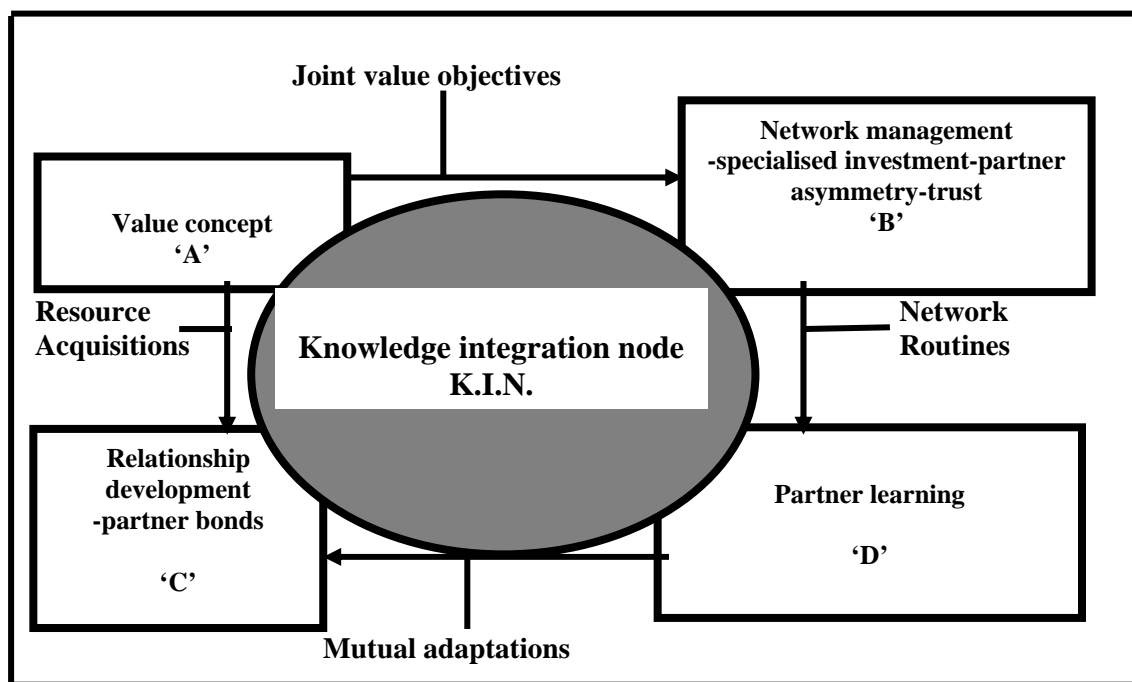 Joint value objectives
Network management
-specialised investment-partner
asymmetry-trust
‘B’
Value concept
‘A’
Resource
Acquisitions
Network
Routines
Knowledge integration node
K.I.N.
Relationship
development
-partner bonds
‘C’
Partner learning
‘D’
Mutual adaptations